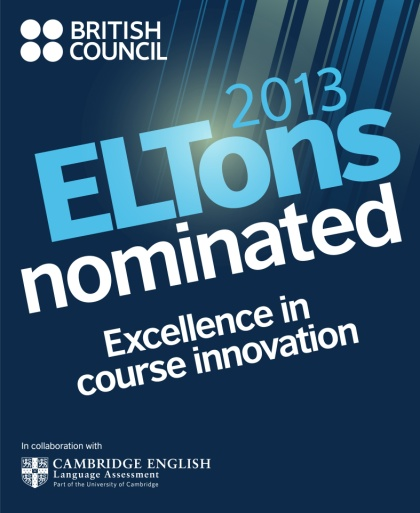 BRITISH
COUNCIL
2013
ELTons
nominated
Excellence in
course innovation
In collaboration with
CAMBRIDGE ENGLISH
Language Assessment
Part of the University of Cambridge